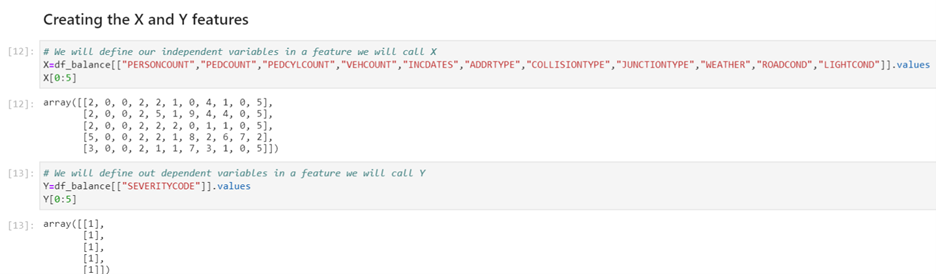 Creating the X and Y features
[12]: # We will define our independent variables in a feature we will call X
X=df_balance[["PERSONCOUNT","PEDCOUNT","PEDCYLCOUNT","VEHCOUNT","INCDATES","ADDRTYPE","COLLISIONTYPE","JUNCTIONTYPE","WEATHER","ROADCOND","LIGHTCOND"]].values
X[0:5]
[12]: array([[2, 0, 0, 2, 2, 1, 0, 4, 1, 0, 5],
[2, 0, 0, 2, 5, 1, 9, 4, 4, 0, 5],
[2, 0, 0, 2, 2, 2, 0, 1, 1, 0, 5],
[5, 0, 0, 2, 2, 1, 8, 2, 6, 7, 2],
[3, 0, 0, 2, 1, 1, 7, 3, 1, 0, 5]])
[13]: # We will define out dependent variables in a feature we will call Y
Y=df_balance[["SEVERITYCODE"]].values
Y[0:5]
[13]: array([[1],
[1],
[1],
[1],
[1]])